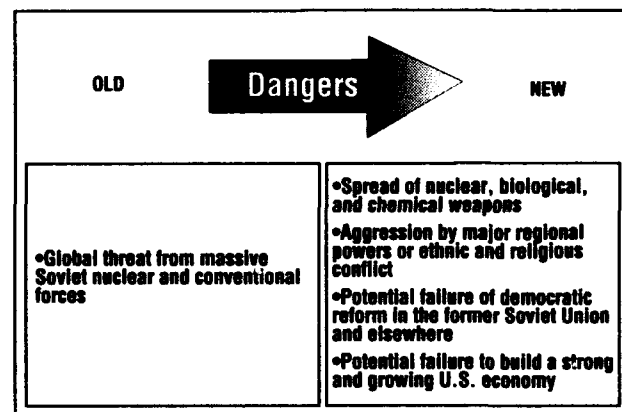 OLD
Dangers
NEW
•Global threat from massive
Soviet nuclear and conventional
forces
•Spread of nuclear, biological,
and chemical weapons
•Aggression by major regional
powers or ethnic and religious
conflict
•Potential failure of democratic
reform in the former Soviet Union
and elsewhere
•Potential failure to build a strong
and growing U.S. economy